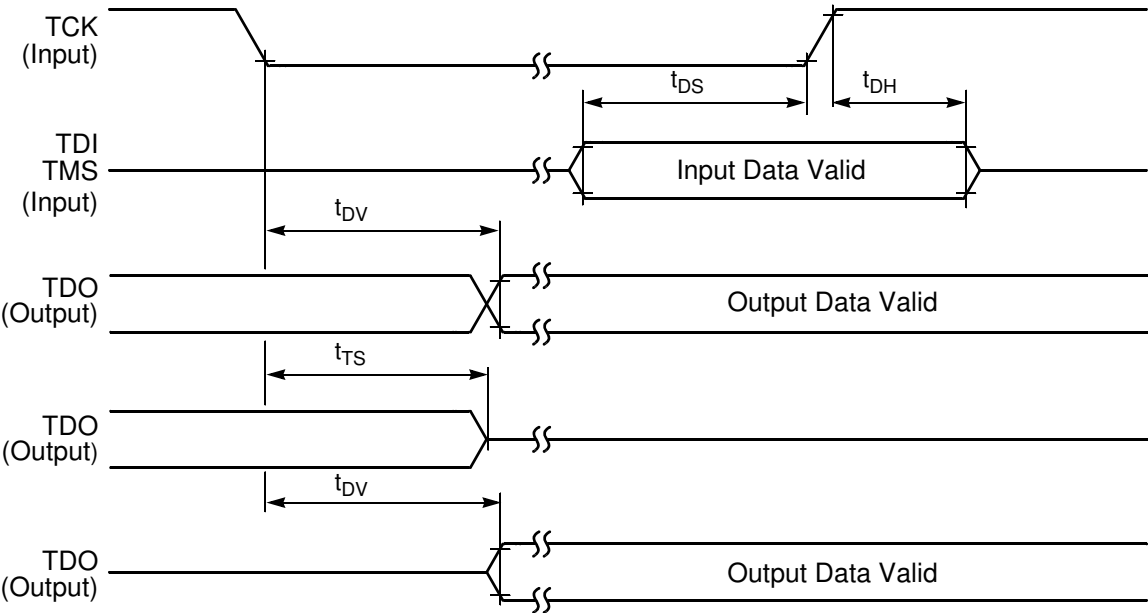 TCK
(Input)
tDS
tDH
TDI
TMS
(Input)
Input Data Valid
tDV
TDO
(Output)
Output Data Valid
tTS
TDO
(Output)
tDV
TDO
(Output)
Output Data Valid